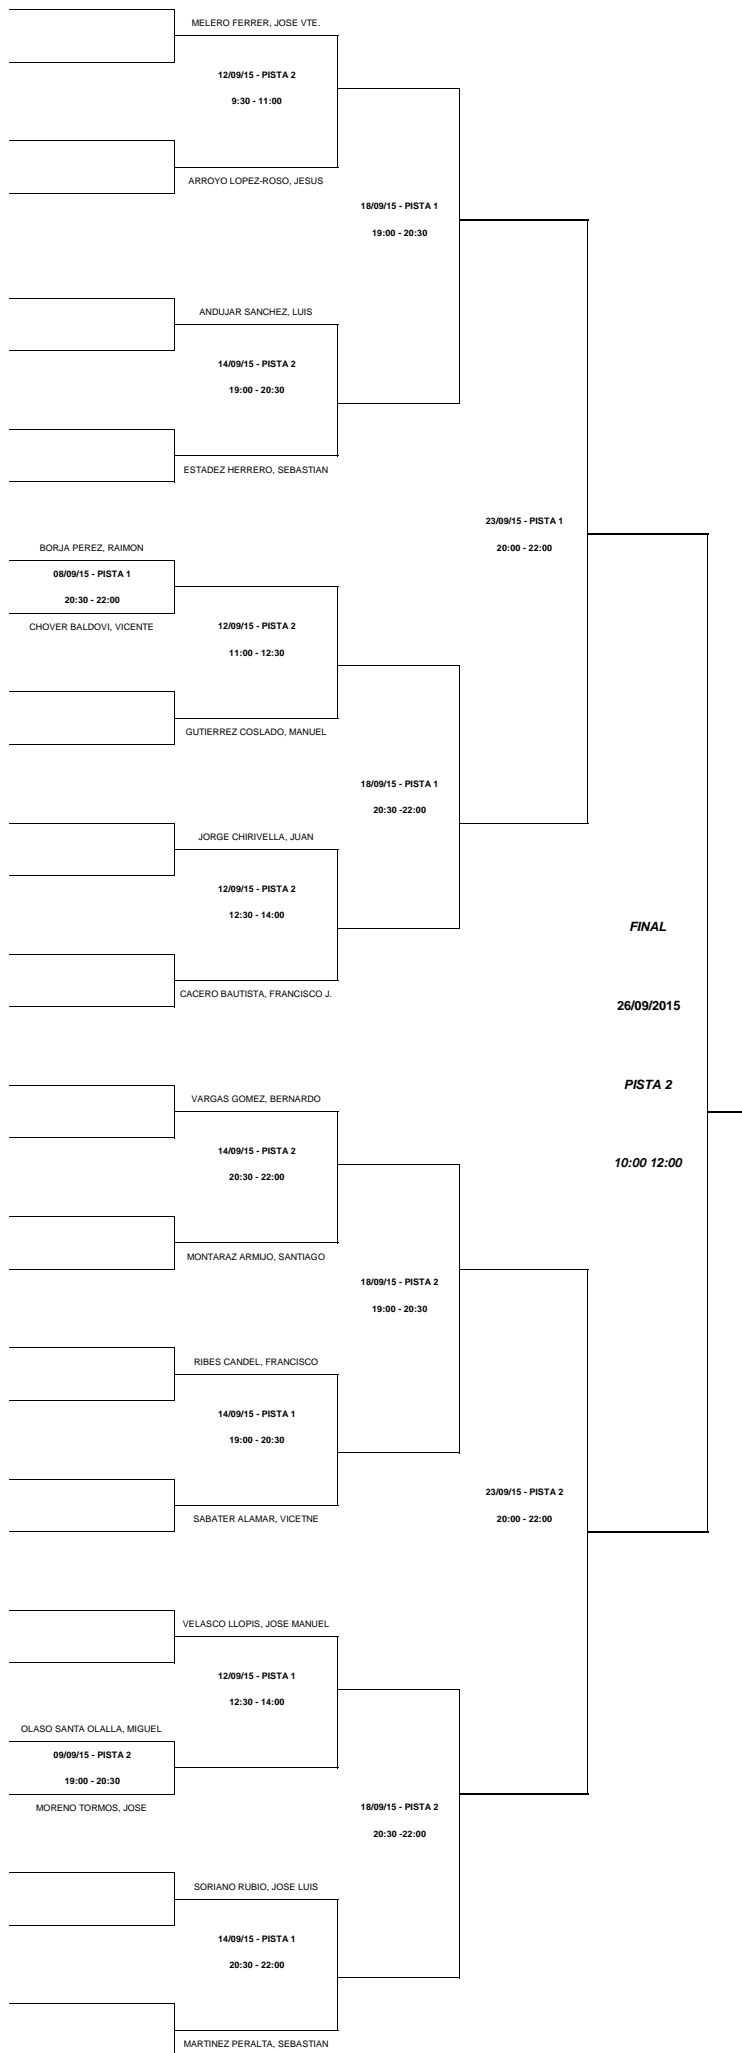 MELERO FERRER, JOSE VTE.
12/09/15 - PISTA 2
9:30 - 11:00
ARROYO LOPEZ-ROSO, JESUS
18/09/15 - PISTA 1
19:00 - 20:30
ANDUJAR SANCHEZ, LUIS
14/09/15 - PISTA 2
19:00 - 20:30
ESTADEZ HERRERO, SEBASTIAN
23/09/15 - PISTA 1
20:00 - 22:00
BORJA PEREZ, RAIMON
08/09/15 - PISTA 1
20:30 - 22:00
CHOVER BALDOVI, VICENTE
12/09/15 - PISTA 2
11:00 - 12:30
GUTIERREZ COSLADO, MANUEL
18/09/15 - PISTA 1
20:30 -22:00
JORGE CHIRIVELLA, JUAN
12/09/15 - PISTA 2
12:30 - 14:00
CACERO BAUTISTA, FRANCISCO J.
FINAL
26/09/2015
PISTA 2
10:00 12:00
VARGAS GOMEZ, BERNARDO
14/09/15 - PISTA 2
20:30 - 22:00
MONTARAZ ARMIJO, SANTIAGO
18/09/15 - PISTA 2
19:00 - 20:30
RIBES CANDEL, FRANCISCO
14/09/15 - PISTA 1
19:00 - 20:30
SABATER ALAMAR, VICETNE
23/09/15 - PISTA 2
20:00 - 22:00
VELASCO LLOPIS, JOSE MANUEL
12/09/15 - PISTA 1
12:30 - 14:00
OLASO SANTA OLALLA, MIGUEL
09/09/15 - PISTA 2
19:00 - 20:30
MORENO TORMOS, JOSE
18/09/15 - PISTA 2
20:30 -22:00
SORIANO RUBIO, JOSE LUIS
14/09/15 - PISTA 1
20:30 - 22:00
MARTINEZ PERALTA, SEBASTIAN